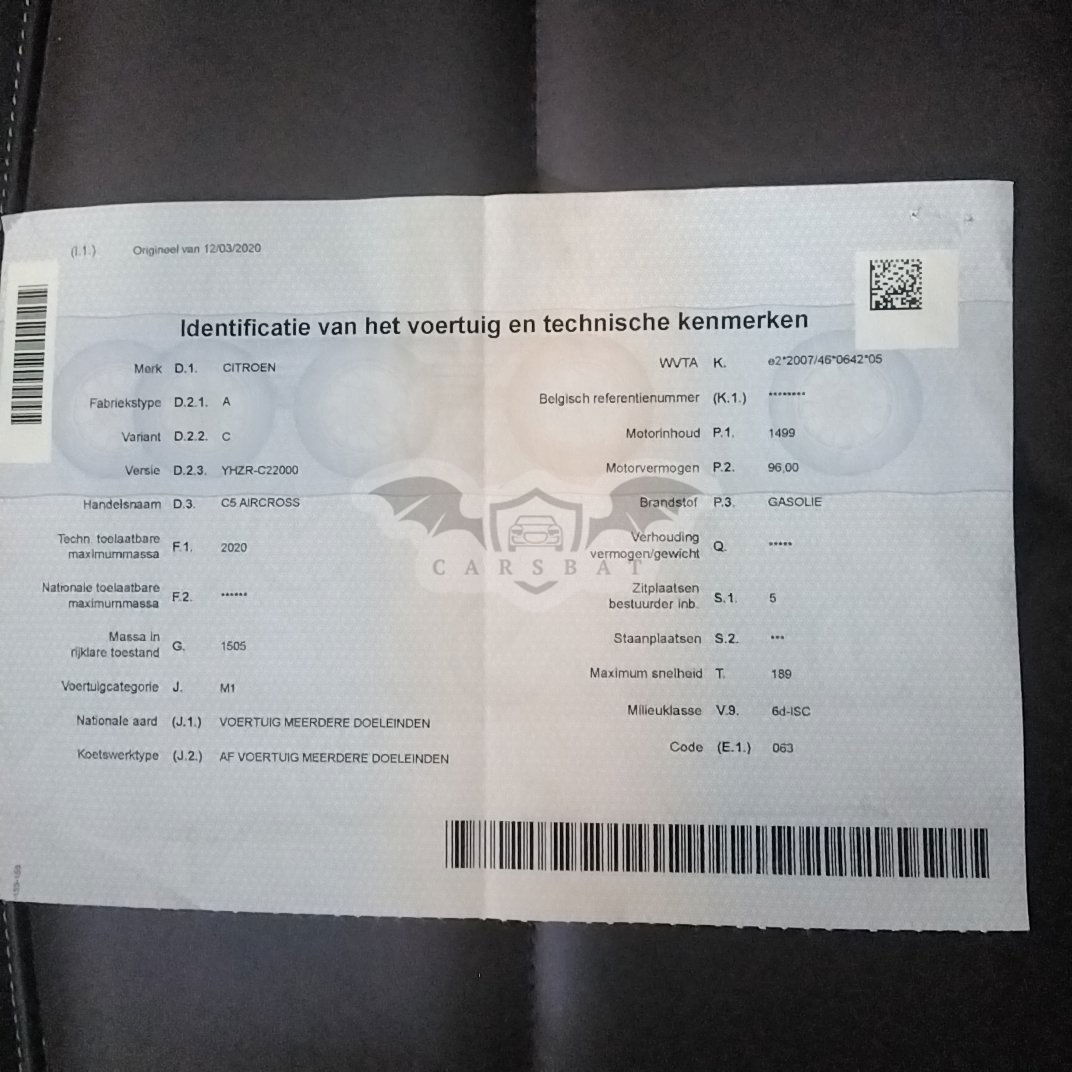 (I.1.) Origineel van 12/03/2020
Identificatie van het voertuig en technische kenmerken
Merk D.1. CITROEN
Fabriekstype D.2.1. A
Variant D.2.2. C
Versie D.2.3. YHZR-C22000
Handelsnaam D.3. C5 AIRCROSS
Techn. toelaatbare
maximummassa F.1. 2020
Nationale toelaatbare
maximummassa F.2. ******
Massa in
rijklare toestand G. 1505
Voertuigcategorie J. M1
Nationale aard (J.1.) VOERTUIG MEERDERE DOELEINDEN
Koetswerktype (J.2.) AF VOERTUIG MEERDERE DOELEINDEN
WVTA K. e2*2007/46*0642*05
Belgisch referentienummer (K.1.) ********
Motorinhoud P.1. 1499
Motorvermogen P.2. 96,00
Brandstof P.3. GASOLIE
Verhouding
vermogen/gewicht Q. *****
Zitplaatsen
bestuurder inb. S.1. 5
Staanplaatsen S.2. ***
Maximum snelheid T. 189
Milieuklasse V.9. 6d-ISC
Code (E.1.) 063
CARSBAT